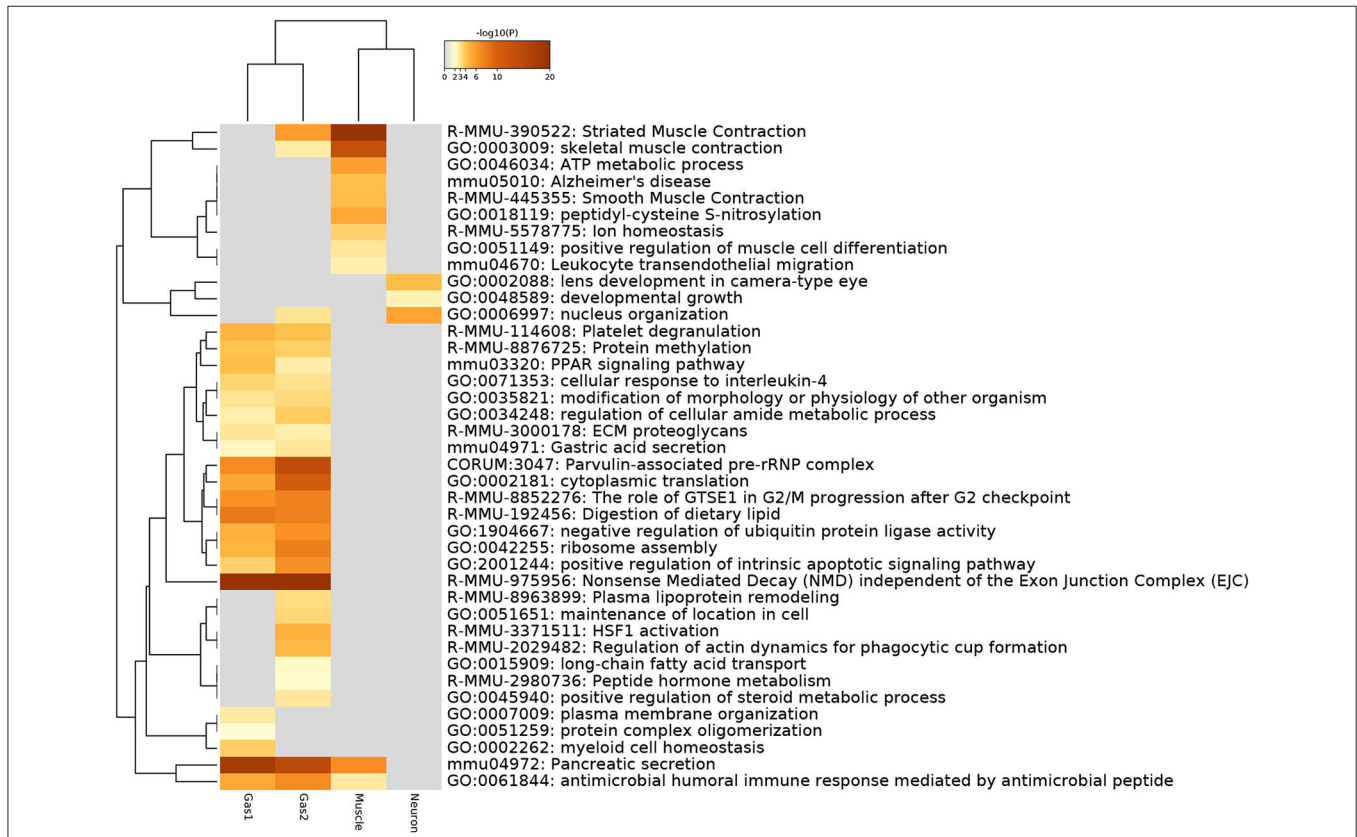 -log10(P)
0 2 3 4 6 10 20
R-MMU-390522: Striated Muscle Contraction
GO:0003009: skeletal muscle contraction
GO:0046034: ATP metabolic process
mmu05010: Alzheimer's disease
R-MMU-445355: Smooth Muscle Contraction
GO:0018119: peptidyl-cysteine S-nitrosylation
R-MMU-5578775: Ion homeostasis
GO:0051149: positive regulation of muscle cell differentiation
mmu04670: Leukocyte transendothelial migration
GO:0002088: lens development in camera-type eye
GO:0048589: developmental growth
GO:0006997: nucleus organization
R-MMU-114608: Platelet degranulation
R-MMU-8876725: Protein methylation
mmu03320: PPAR signaling pathway
GO:0071353: cellular response to interleukin-4
GO:0035821: modification of morphology or physiology of other organism
GO:0034248: regulation of cellular amide metabolic process
R-MMU-3000178: ECM proteoglycans
mmu04971: Gastric acid secretion
CORUM:3047: Parvulin-associated pre-rRNP complex
GO:0002181: cytoplasmic translation
R-MMU-8852276: The role of GTSE1 in G2/M progression after G2 checkpoint
R-MMU-192456: Digestion of dietary lipid
GO:1904667: negative regulation of ubiquitin protein ligase activity
GO:0042255: ribosome assembly
GO:2001244: positive regulation of intrinsic apoptotic signaling pathway
R-MMU-975956: Nonsense Mediated Decay (NMD) independent of the Exon Junction Complex (EJC)
R-MMU-8963899: Plasma lipoprotein remodeling
GO:0051651: maintenance of location in cell
R-MMU-3371511: HSF1 activation
R-MMU-2029482: Regulation of actin dynamics for phagocytic cup formation
GO:0015909: long-chain fatty acid transport
R-MMU-2980736: Peptide hormone metabolism
GO:0045940: positive regulation of steroid metabolic process
GO:0007009: plasma membrane organization
GO:0051259: protein complex oligomerization
GO:0002262: myeloid cell homeostasis
mmu04972: Pancreatic secretion
GO:0061844: antimicrobial humoral immune response mediated by antimicrobial peptide
Gas1
Gas2
Muscle
Neuron